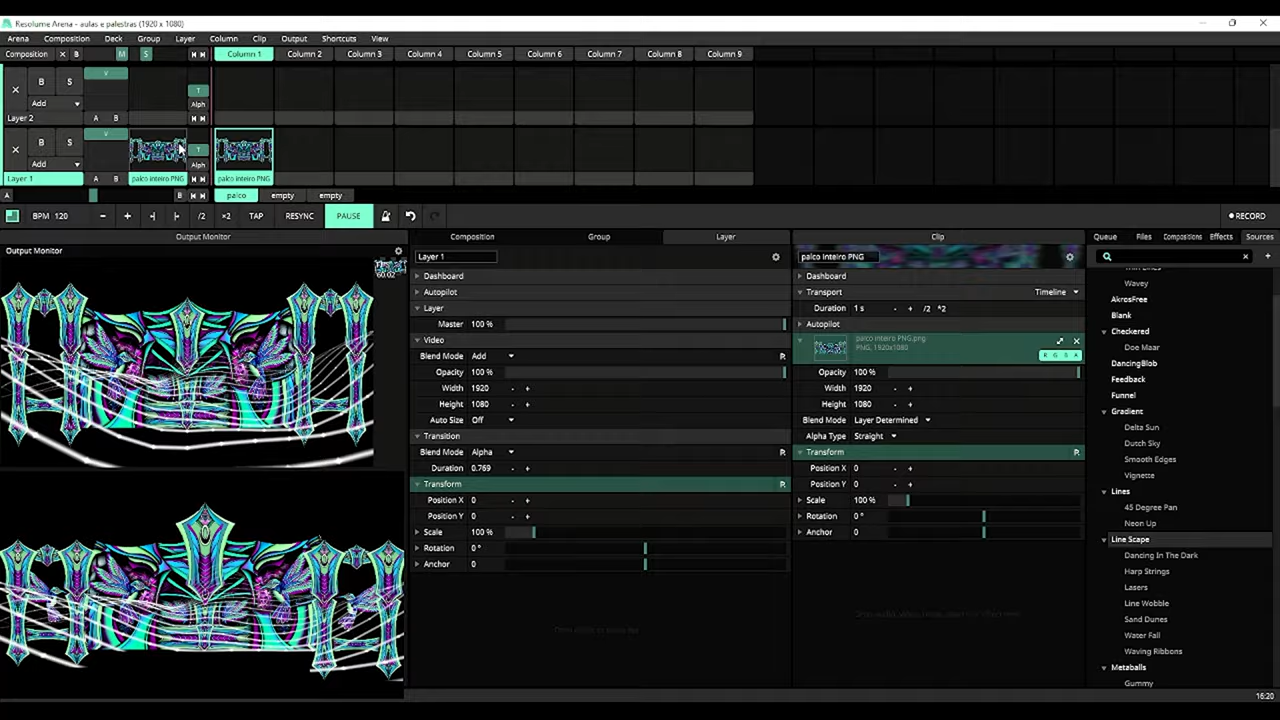 Resolume Arena - aulas e palestras (1920 x 1080)
Arena Composition Deck Group Layer Column Clip Output Shortcuts View
Composition X B M S Column 1 Column 2 Column 3 Column 4 Column 5 Column 6 Column 7 Column 8 Column 9
V
B S
T
Add Alph
Layer 2 A B
V
B S
T
Add Alph
Layer 1 A B palco inteiro PNG palco inteiro PNG
A B palco empty empty
BPM 120 - + /2 ×2 TAP RESYNC PAUSE RECORD
Output Monitor Composition Group Layer Clip Queue Files Compositions Effects Sources
Output Monitor
60.02
Layer 1
Dashboard
Autopilot
Layer
Master 100 %
Video
Blend Mode Add R
Opacity 100 %
Width 1920 - +
Height 1080 - +
Auto Size Off
Transition
Blend Mode Alpha R
Duration 0.769 - +
Transform R
Position X 0 - +
Position Y 0 - +
Scale 100 %
Rotation 0 °
Anchor 0
palco inteiro PNG
Dashboard
Transport Timeline
Duration 1 s - + /2 *2
Autopilot
palco inteiro PNG.png
PNG, 1920x1080
R G B A
Opacity 100 %
Width 1920 - +
Height 1080 - +
Blend Mode Layer Determined
Alpha Type Straight
Transform R
Position X 0 - +
Position Y 0 - +
Scale 100 %
Rotation 0 °
Anchor 0
Wavey
AkrosFree
Blank
Checkered
Doe Maar
DancingBlob
Feedback
Funnel
Gradient
Delta Sun
Dutch Sky
Smooth Edges
Vignette
Lines
45 Degree Pan
Neon Up
Line Scape
Dancing In The Dark
Harp Strings
Lasers
Line Wobble
Sand Dunes
Water Fall
Waving Ribbons
Metaballs
Gummy
16:20